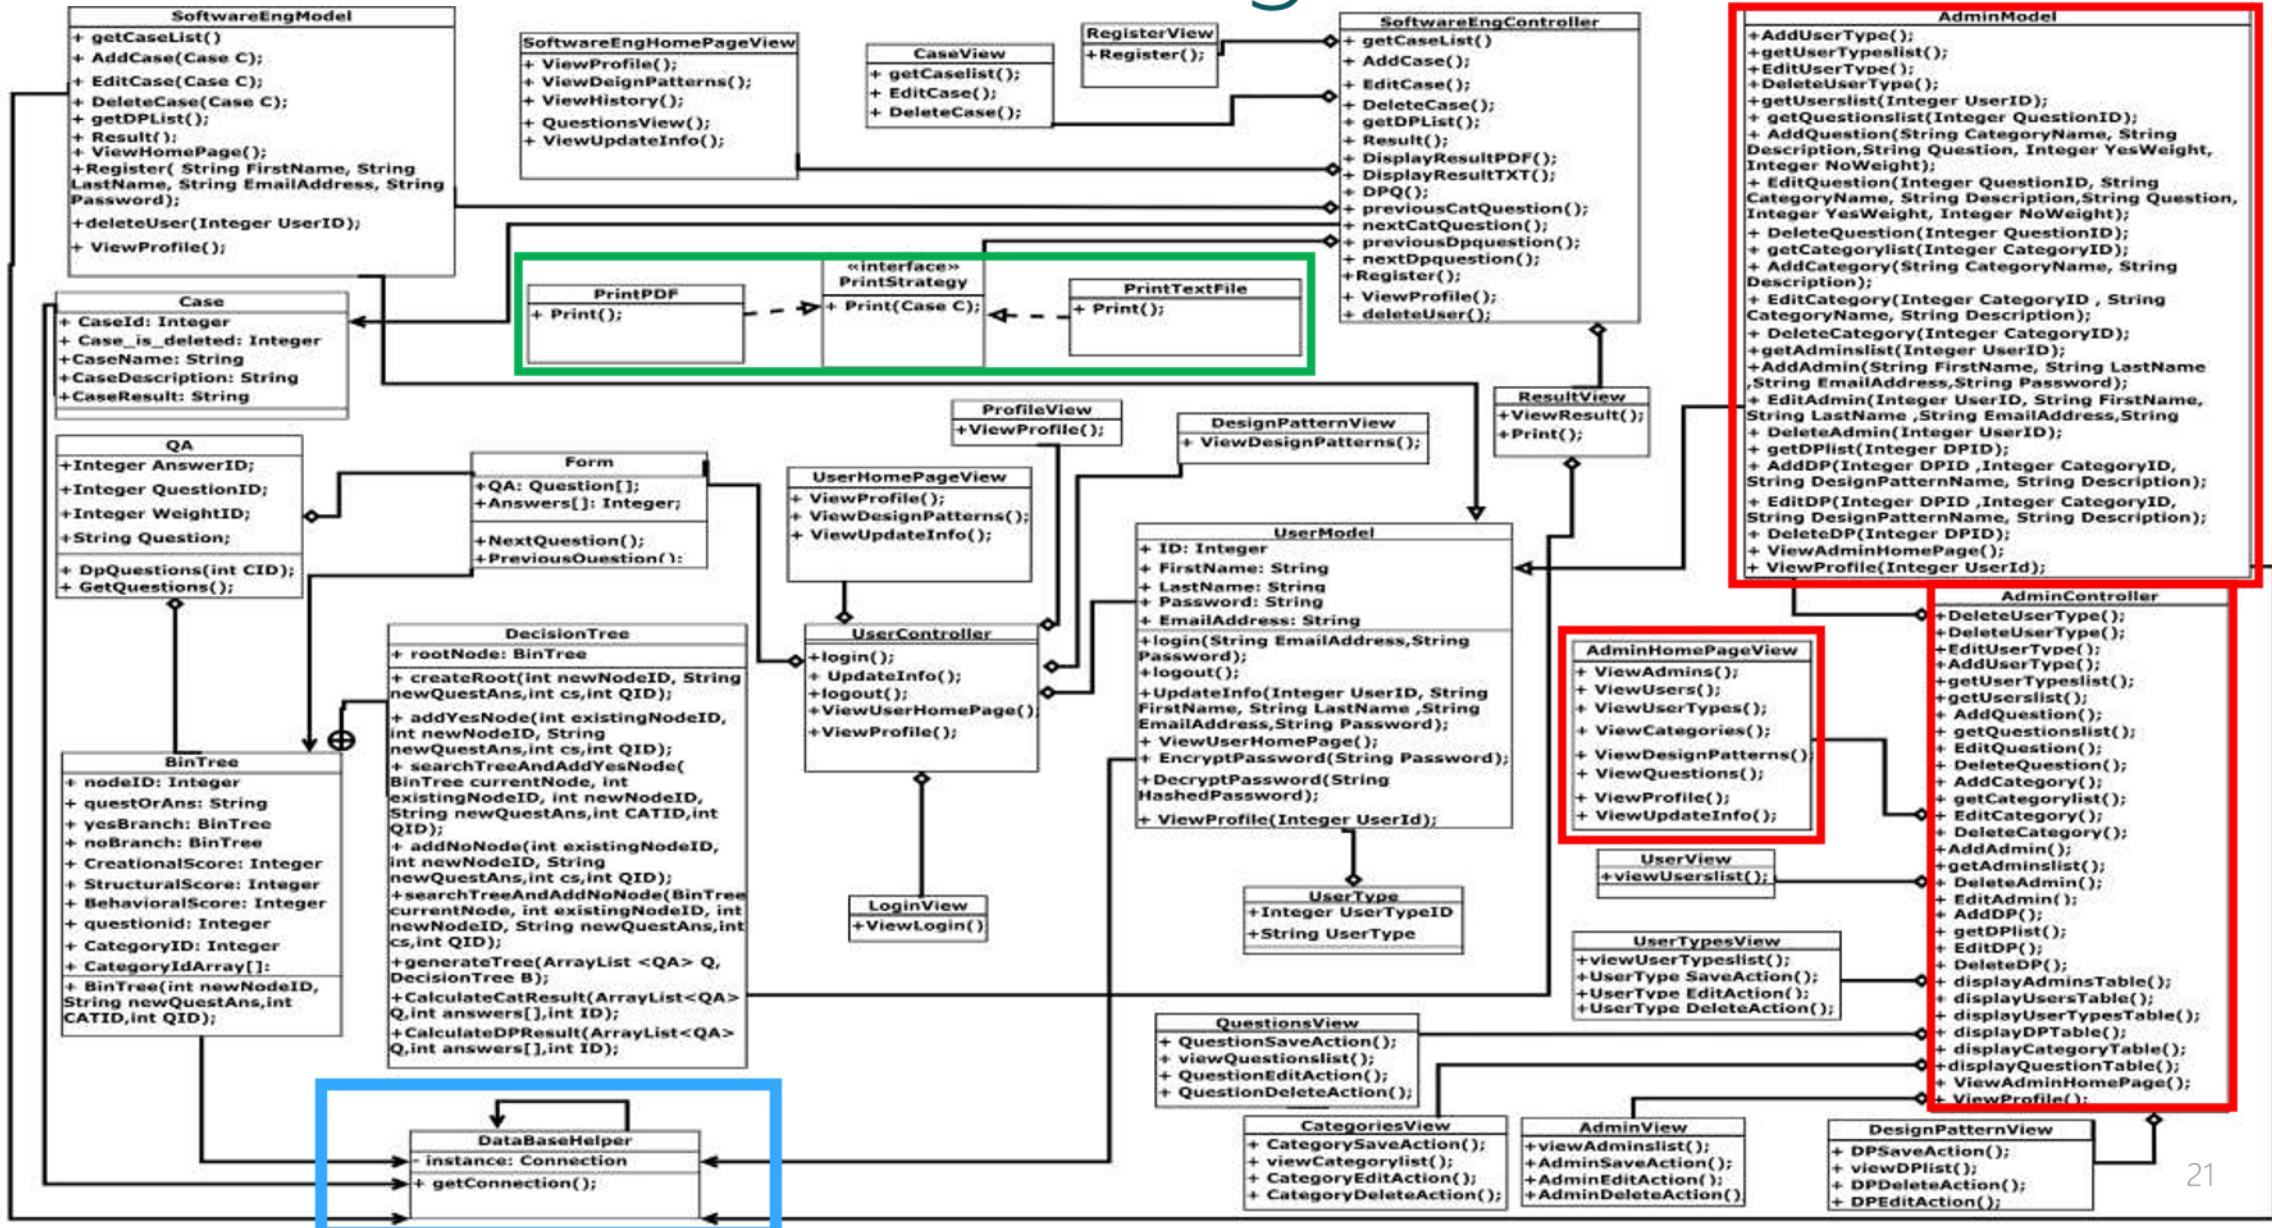 SoftwareEngModel
+ getCaseList()
+ AddCase(Case C);
+ EditCase(Case C);
+ DeleteCase(Case C);
+ getDPList();
+ Result();
+ ViewHomePage();
+Register( String FirstName, String
LastName, String EmailAddress, String
Password);
+deleteUser(Integer UserID);
+ ViewProfile();
SoftwareEngHomePageView
+ ViewProfile();
+ ViewDeignPatterns();
+ ViewHistory();
+ QuestionsView();
+ ViewUpdateInfo();
CaseView
+ getCaselist();
+ EditCase();
+ DeleteCase();
RegisterView
+Register();
SoftwareEngController
+ getCaseList()
+ AddCase();
+ EditCase();
+ DeleteCase();
+ getDPList();
+ Result();
+ DisplayResultPDF();
+ DisplayResultTXT();
+ DPQ();
+ previousCatQuestion();
+ nextCatQuestion();
+ previousDpquestion();
+ nextDpquestion();
+Register();
+ ViewProfile();
+ deleteUser();
AdminModel
+AddUserType();
+getUserTypeslist();
+EditUserType();
+DeleteUserType();
+getUserslist(Integer UserID);
+ getQuestionslist(Integer QuestionID);
+ AddQuestion(String CategoryName, String
Description,String Question, Integer YesWeight,
Integer NoWeight);
+ EditQuestion(Integer QuestionID, String
CategoryName, String Description,String Question,
Integer YesWeight, Integer NoWeight);
+ DeleteQuestion(Integer QuestionID);
+ getCategorylist(Integer CategoryID);
+ AddCategory(String CategoryName, String
Description);
+ EditCategory(Integer CategoryID , String
CategoryName, String Description);
+ DeleteCategory(Integer CategoryID);
+getAdminslist(Integer UserID);
+AddAdmin(String FirstName, String LastName
,String EmailAddress,String Password);
+ EditAdmin(Integer UserID, String FirstName,
String LastName ,String EmailAddress,String
+ DeleteAdmin(Integer UserID);
+ getDPlist(Integer DPID);
+ AddDP(Integer DPID ,Integer CategoryID,
String DesignPatternName, String Description);
+ EditDP(Integer DPID ,Integer CategoryID,
String DesignPatternName, String Description);
+ DeleteDP(Integer DPID);
+ ViewAdminHomePage();
+ ViewProfile(Integer UserId);
PrintPDF
+ Print();
«interface»
PrintStrategy
+ Print(Case C);
PrintTextFile
+ Print();
Case
+ CaseId: Integer
+ Case_is_deleted: Integer
+CaseName: String
+CaseDescription: String
+CaseResult: String
ResultView
+ViewResult();
+Print();
ProfileView
+ViewProfile();
DesignPatternView
+ ViewDesignPatterns();
QA
+Integer AnswerID;
+Integer QuestionID;
+Integer WeightID;
+String Question;
+ DpQuestions(int CID);
+ GetQuestions();
Form
+QA: Question[];
+Answers[]: Integer;
+NextQuestion();
+PreviousQuestion();
UserHomePageView
+ ViewProfile();
+ ViewDesignPatterns();
+ ViewUpdateInfo();
UserModel
+ ID: Integer
+ FirstName: String
+ LastName: String
+ Password: String
+ EmailAddress: String
+login(String EmailAddress,String
Password);
+logout();
+UpdateInfo(Integer UserID, String
FirstName, String LastName ,String
EmailAddress,String Password);
+ ViewUserHomePage();
+ EncryptPassword(String Password);
+DecryptPassword(String
HashedPassword);
+ ViewProfile(Integer UserId);
DecisionTree
+ rootNode: BinTree
+ createRoot(int newNodeID, String
newQuestAns,int cs,int QID);
+ addYesNode(int existingNodeID,
int newNodeID, String
newQuestAns,int cs,int QID);
+ searchTreeAndAddYesNode(
BinTree currentNode, int
existingNodeID, int newNodeID,
String newQuestAns,int CATID,int
QID);
+ addNoNode(int existingNodeID,
int newNodeID, String
newQuestAns,int cs,int QID);
+searchTreeAndAddNoNode(BinTree
currentNode, int existingNodeID, int
newNodeID, String newQuestAns,int
cs,int QID);
+generateTree(ArrayList <QA> Q,
DecisionTree B);
+CalculateCatResult(ArrayList<QA>
Q,int answers[],int ID);
+CalculateDPResult(ArrayList<QA>
Q,int answers[],int ID);
UserController
+login();
+ UpdateInfo();
+logout();
+ViewUserHomePage();
+ViewProfile();
AdminController
+DeleteUserType();
+DeleteUserType();
+EditUserType();
+AddUserType();
+getUserTypeslist();
+getUserslist();
+ AddQuestion();
+ getQuestionslist();
+ EditQuestion();
+ DeleteQuestion();
+ AddCategory();
+ getCategorylist();
+ EditCategory();
+ DeleteCategory();
+AddAdmin();
+getAdminslist();
+ DeleteAdmin();
+ EditAdmin();
+ AddDP();
+ getDPlist();
+ EditDP();
+ DeleteDP();
+ displayAdminsTable();
+ displayUsersTable();
+ displayUserTypesTable();
+ displayDPTable();
+ displayCategoryTable();
+displayQuestionTable();
+ ViewAdminHomePage();
+ ViewProfile();
AdminHomePageView
+ ViewAdmins();
+ ViewUsers();
+ ViewUserTypes();
+ ViewCategories();
+ ViewDesignPatterns();
+ ViewQuestions();
+ ViewProfile();
+ ViewUpdateInfo();
BinTree
+ nodeID: Integer
+ questOrAns: String
+ yesBranch: BinTree
+ noBranch: BinTree
+ CreationalScore: Integer
+ StructuralScore: Integer
+ BehavioralScore: Integer
+ questionid: Integer
+ CategoryID: Integer
+ CategoryIdArray[]:
+ BinTree(int newNodeID,
String newQuestAns,int
CATID,int QID);
UserView
+viewUserslist();
LoginView
+ViewLogin()
UserType
+Integer UserTypeID
+String UserType
UserTypesView
+viewUserTypeslist();
+UserType SaveAction();
+UserType EditAction();
+UserType DeleteAction();
QuestionsView
+ QuestionSaveAction();
+ viewQuestionslist();
+ QuestionEditAction();
+ QuestionDeleteAction();
DataBaseHelper
- instance: Connection
+ getConnection();
CategoriesView
+ CategorySaveAction();
+ viewCategorylist();
+ CategoryEditAction();
+ CategoryDeleteAction();
AdminView
+viewAdminslist();
+AdminSaveAction();
+AdminEditAction();
+AdminDeleteAction();
DesignPatternView
+ DPSaveAction();
+ viewDPlist();
+ DPDeleteAction();
+ DPEditAction();
21